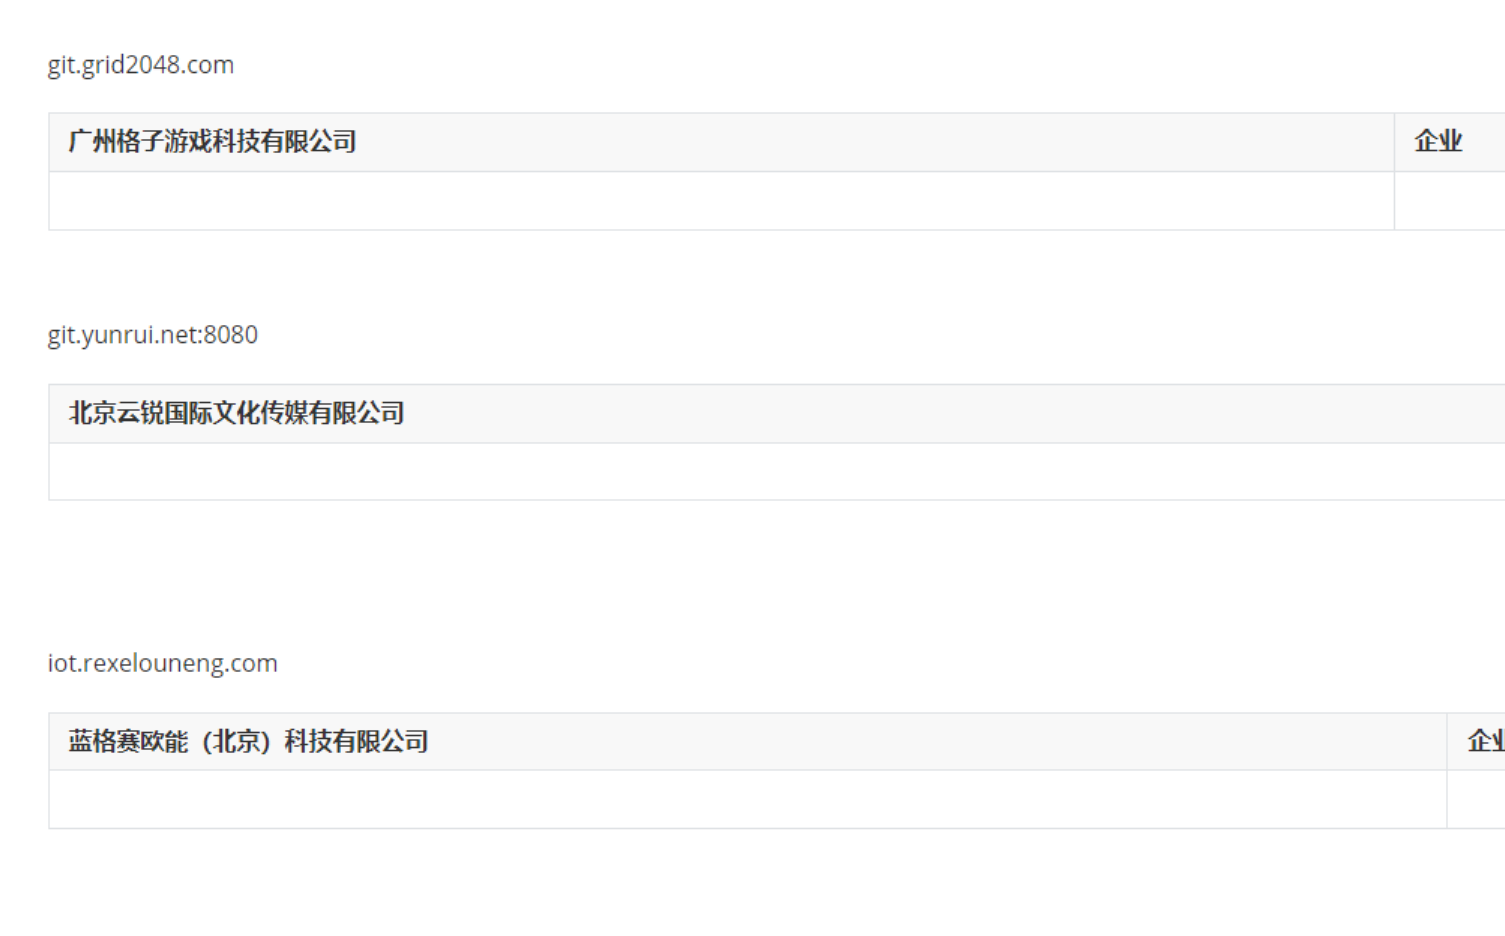 git.grid2048.com
广州格子游戏科技有限公司 企业
git.yunrui.net:8080
北京云锐国际文化传媒有限公司
iot.rexelouneng.com
蓝格赛欧能（北京）科技有限公司 企业